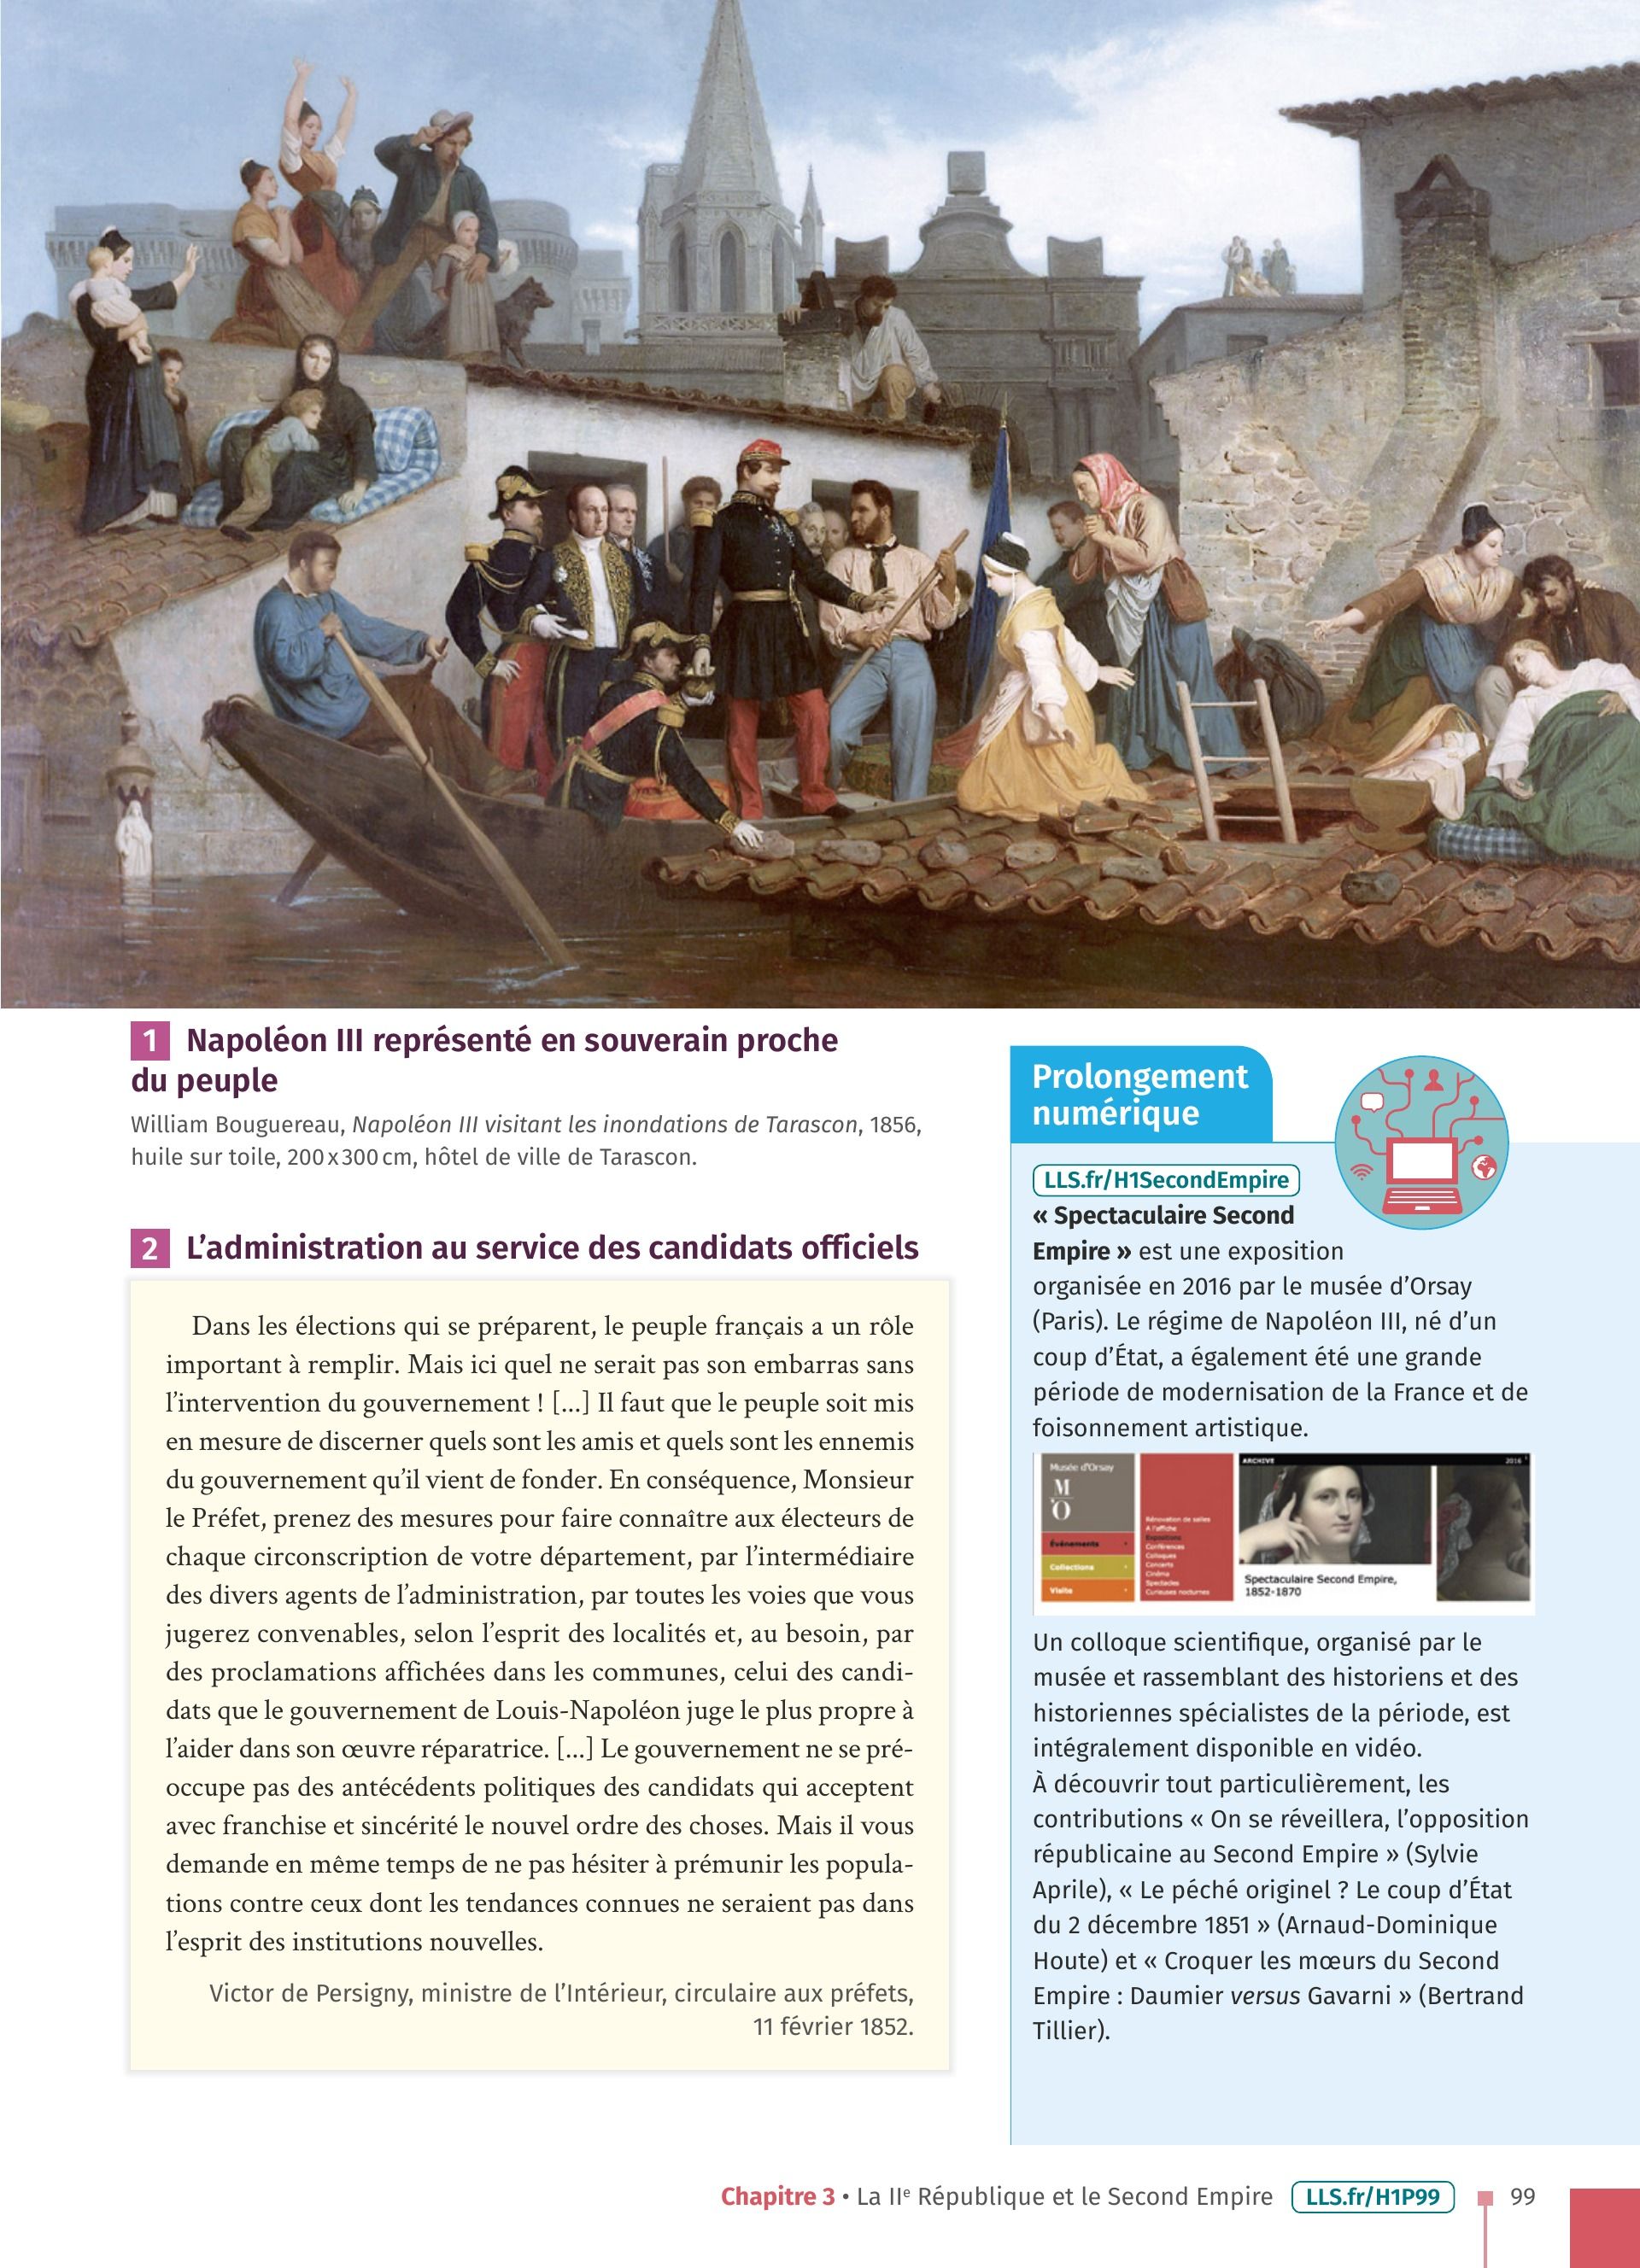 1 Napoléon III représenté en souverain proche
du peuple
William Bouguereau, Napoléon III visitant les inondations de Tarascon, 1856,
huile sur toile, 200 x 300 cm, hôtel de ville de Tarascon.
2 L’administration au service des candidats officiels
Dans les élections qui se préparent, le peuple français a un rôle
important à remplir. Mais ici quel ne serait pas son embarras sans
l’intervention du gouvernement ! [...] Il faut que le peuple soit mis
en mesure de discerner quels sont les amis et quels sont les ennemis
du gouvernement qu’il vient de fonder. En conséquence, Monsieur
le Préfet, prenez des mesures pour faire connaître aux électeurs de
chaque circonscription de votre département, par l’intermédiaire
des divers agents de l’administration, par toutes les voies que vous
jugerez convenables, selon l’esprit des localités et, au besoin, par
des proclamations affichées dans les communes, celui des candi-
dats que le gouvernement de Louis-Napoléon juge le plus propre à
l’aider dans son œuvre réparatrice. [...] Le gouvernement ne se pré-
occupe pas des antécédents politiques des candidats qui acceptent
avec franchise et sincérité le nouvel ordre des choses. Mais il vous
demande en même temps de ne pas hésiter à prémunir les popula-
tions contre ceux dont les tendances connues ne seraient pas dans
l’esprit des institutions nouvelles.
Victor de Persigny, ministre de l’Intérieur, circulaire aux préfets,
11 février 1852.
Prolongement
numérique
LLS.fr/H1SecondEmpire
« Spectaculaire Second
Empire » est une exposition
organisée en 2016 par le musée d’Orsay
(Paris). Le régime de Napoléon III, né d’un
coup d’État, a également été une grande
période de modernisation de la France et de
foisonnement artistique.
Musée d'Orsay
M
'O
Événements
Collections
Visite
Rénovation de salles
A l'affiche
Expositions
Conférences
Colloques
Concerts
Cinéma
Spectacles
Curieuses nocturnes
ARCHIVE
2016
Spectaculaire Second Empire,
1852-1870
Un colloque scientifique, organisé par le
musée et rassemblant des historiens et des
historiennes spécialistes de la période, est
intégralement disponible en vidéo.
À découvrir tout particulièrement, les
contributions « On se réveillera, l’opposition
républicaine au Second Empire » (Sylvie
Aprile), « Le péché originel ? Le coup d’État
du 2 décembre 1851 » (Arnaud-Dominique
Houte) et « Croquer les mœurs du Second
Empire : Daumier versus Gavarni » (Bertrand
Tillier).
Chapitre 3 • La IIe République et le Second Empire LLS.fr/H1P99 99